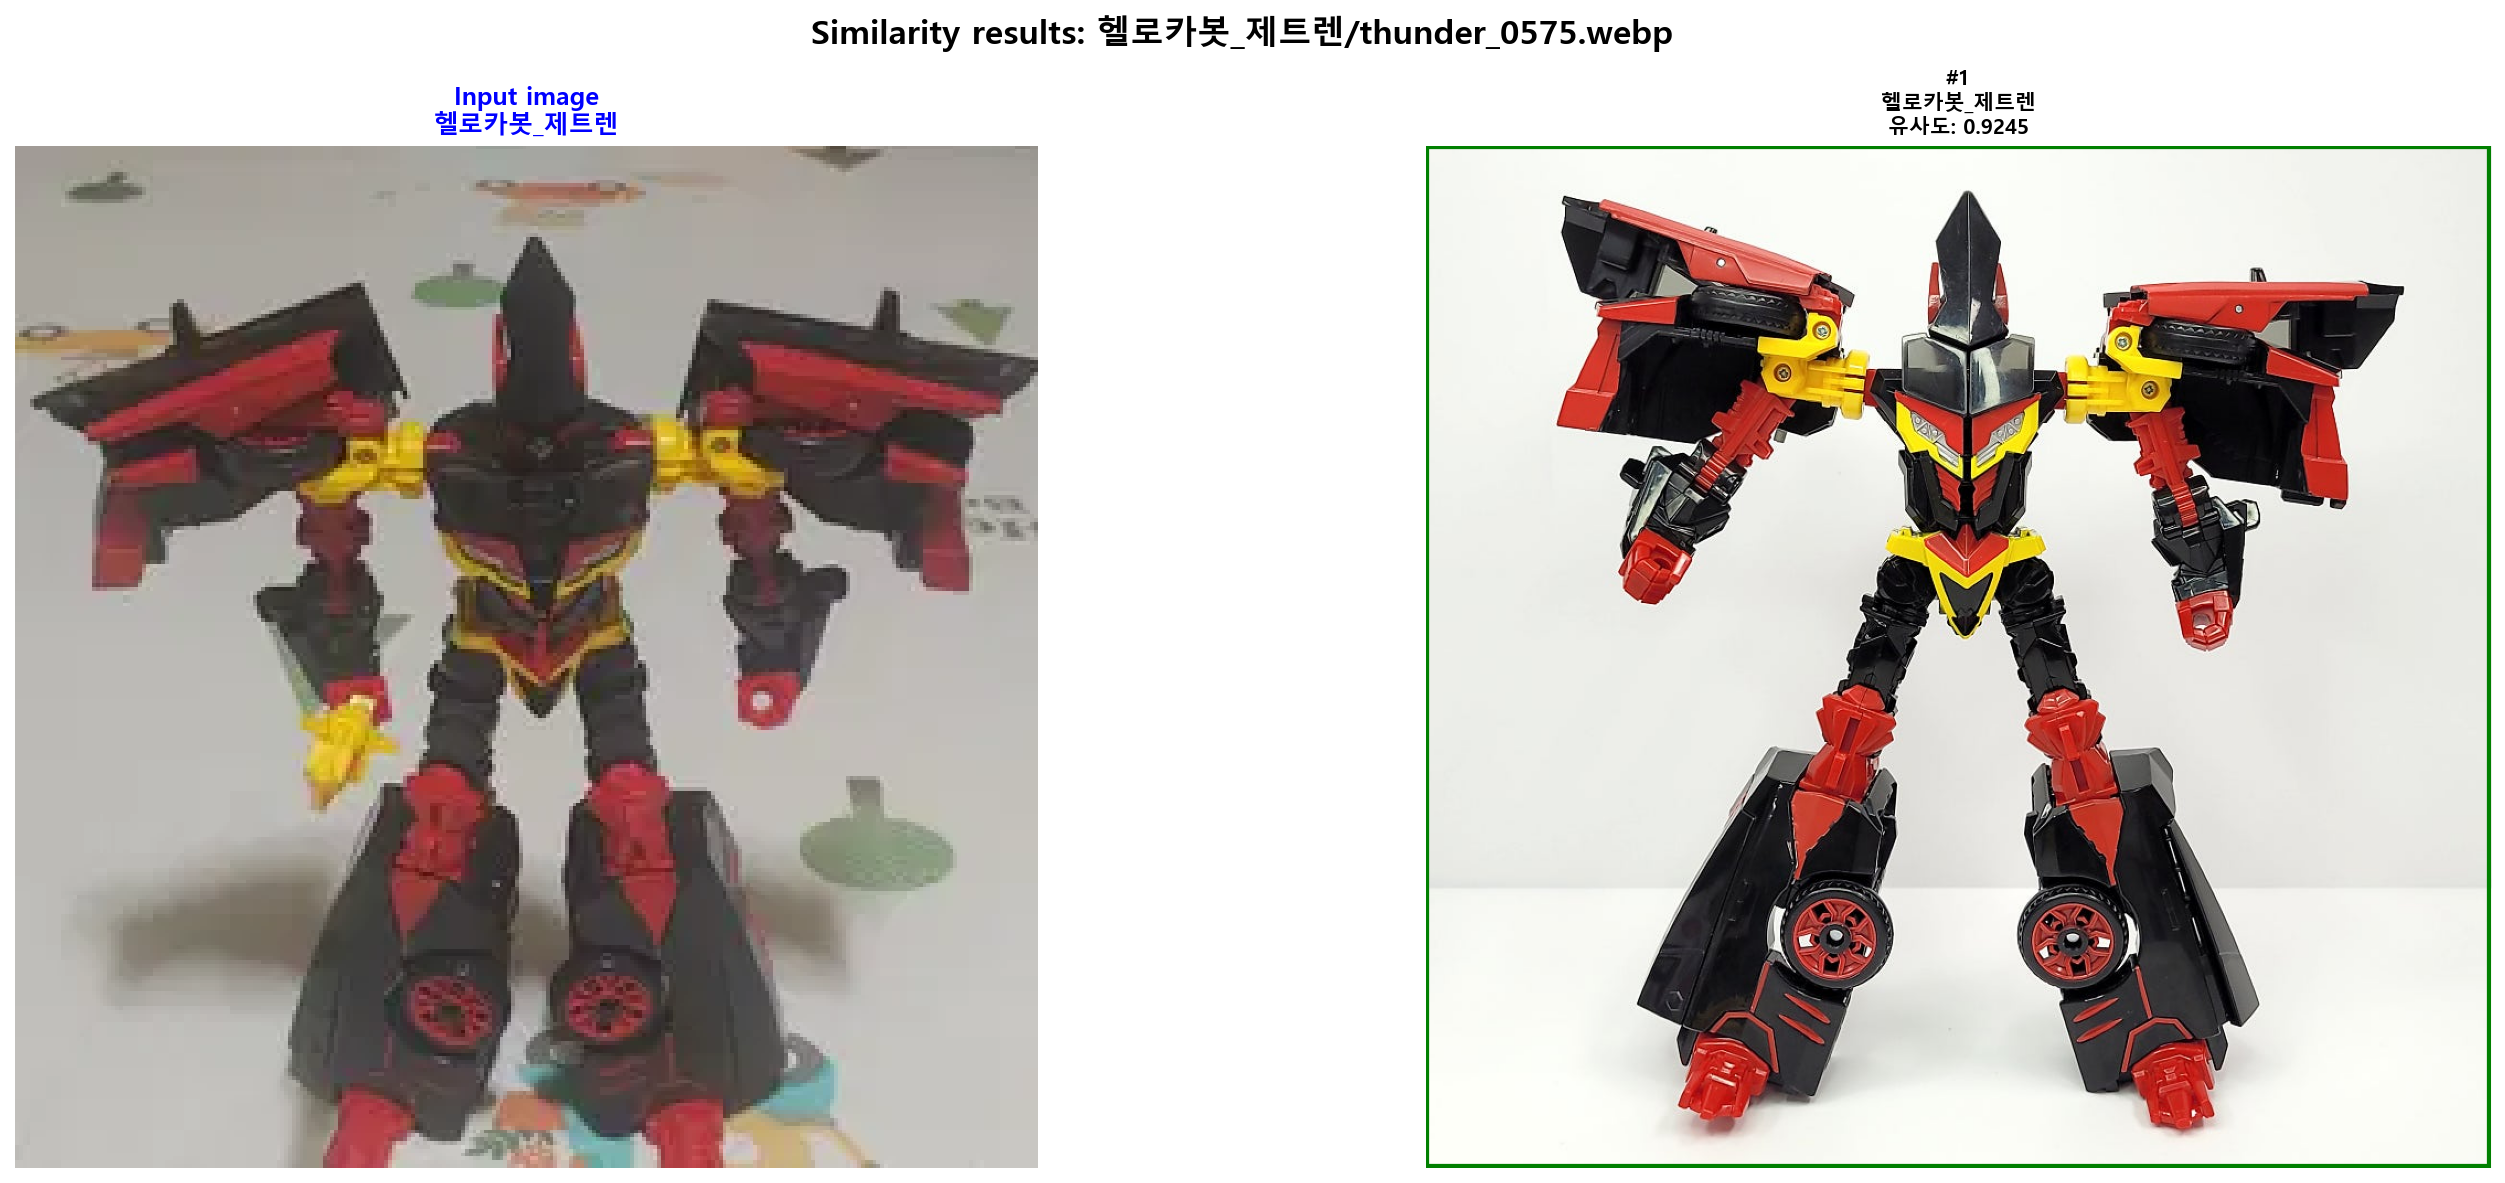 Similarity results: 헬로카봇_제트렌/thunder_0575.webp
Input image
헬로카봇_제트렌
#1
헬로카봇_제트렌
유사도: 0.9245